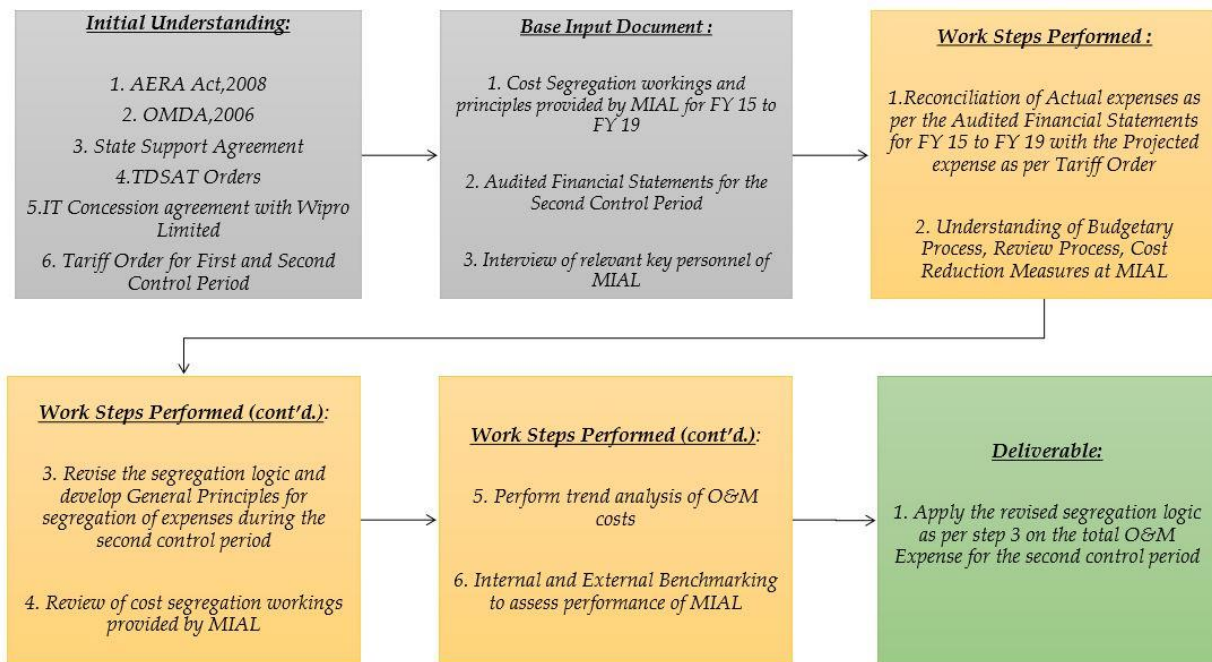 Initial Understanding:
1. AERA Act,2008
2. OMDA,2006
3. State Support Agreement
4.TDSAT Orders
5.IT Concession agreement with Wipro
Limited
6. Tariff Order for First and Second
Control Period
Base Input Document :
1. Cost Segregation workings and
principles provided by MIAL for FY 15 to
FY 19
2. Audited Financial Statements for the
Second Control Period
3. Interview of relevant key personnel of
MIAL
Work Steps Performed :
1.Reconciliation of Actual expenses as
per the Audited Financial Statements
for FY 15 to FY 19 with the Projected
expense as per Tariff Order
2. Understanding of Budgetary
Process, Review Process, Cost
Reduction Measures at MIAL
Work Steps Performed (cont'd.):
3. Revise the segregation logic and
develop General Principles for
segregation of expenses during the
second control period
4. Review of cost segregation workings
provided by MIAL
Work Steps Performed (cont'd.):
5. Perform trend analysis of O&M
costs
6. Internal and External Benchmarking
to assess performance of MIAL
Deliverable:
1. Apply the revised segregation logic
as per step 3 on the total O&M
Expense for the second control period